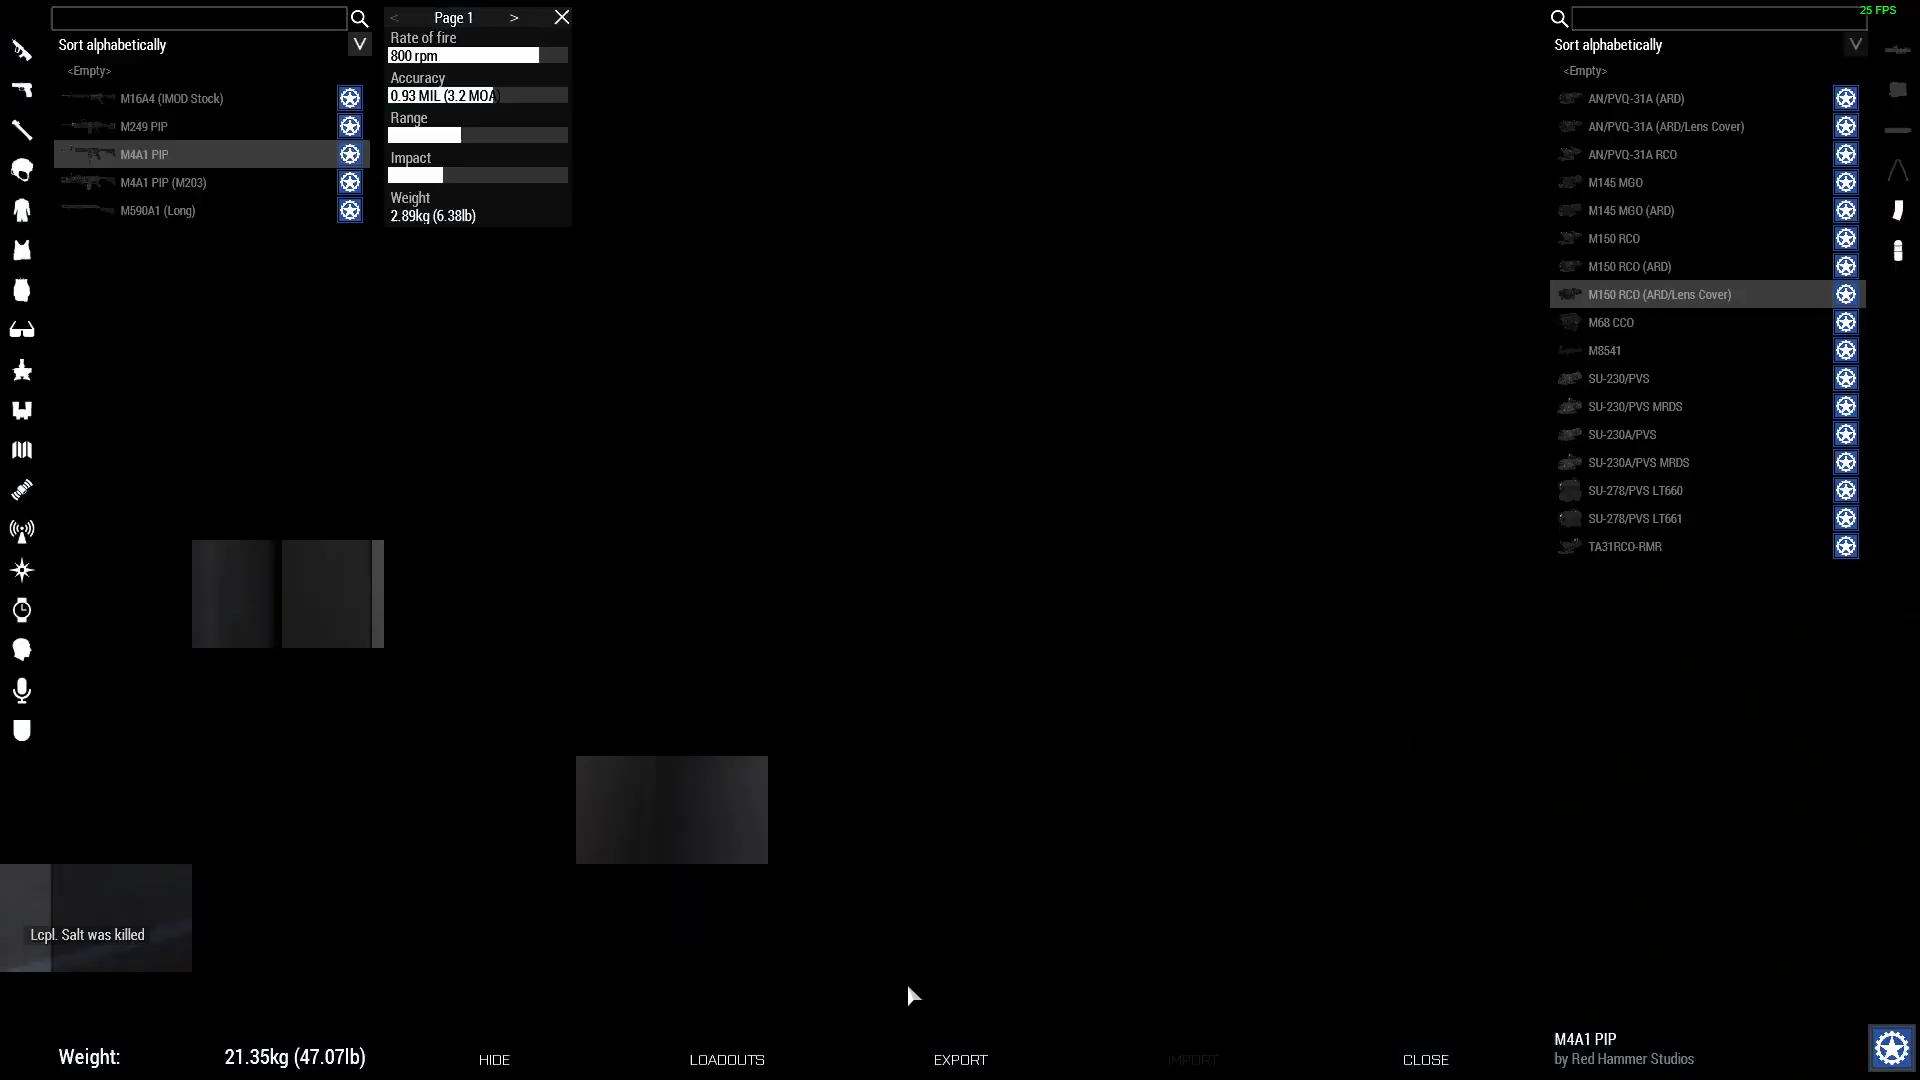 Sort alphabetically
<Empty>
M16A4 (IMOD Stock)
M249 PIP
M4A1 PIP
M4A1 PIP (M203)
M590A1 (Long)
< Page 1 >
Rate of fire
800 rpm
Accuracy
0.93 MIL (3.2 MOA)
Range
Impact
Weight
2.89kg (6.38lb)
25 FPS
Sort alphabetically
<Empty>
AN/PVQ-31A (ARD)
AN/PVQ-31A (ARD/Lens Cover)
AN/PVQ-31A RCO
M145 MGO
M145 MGO (ARD)
M150 RCO
M150 RCO (ARD)
M150 RCO (ARD/Lens Cover)
M68 CCO
M8541
SU-230/PVS
SU-230/PVS MRDS
SU-230A/PVS
SU-230A/PVS MRDS
SU-278/PVS LT660
SU-278/PVS LT661
TA31RCO-RMR
Lcpl. Salt was killed
Weight: 21.35kg (47.07lb)
HIDE
LOADOUTS
EXPORT
IMPORT
CLOSE
M4A1 PIP
by Red Hammer Studios